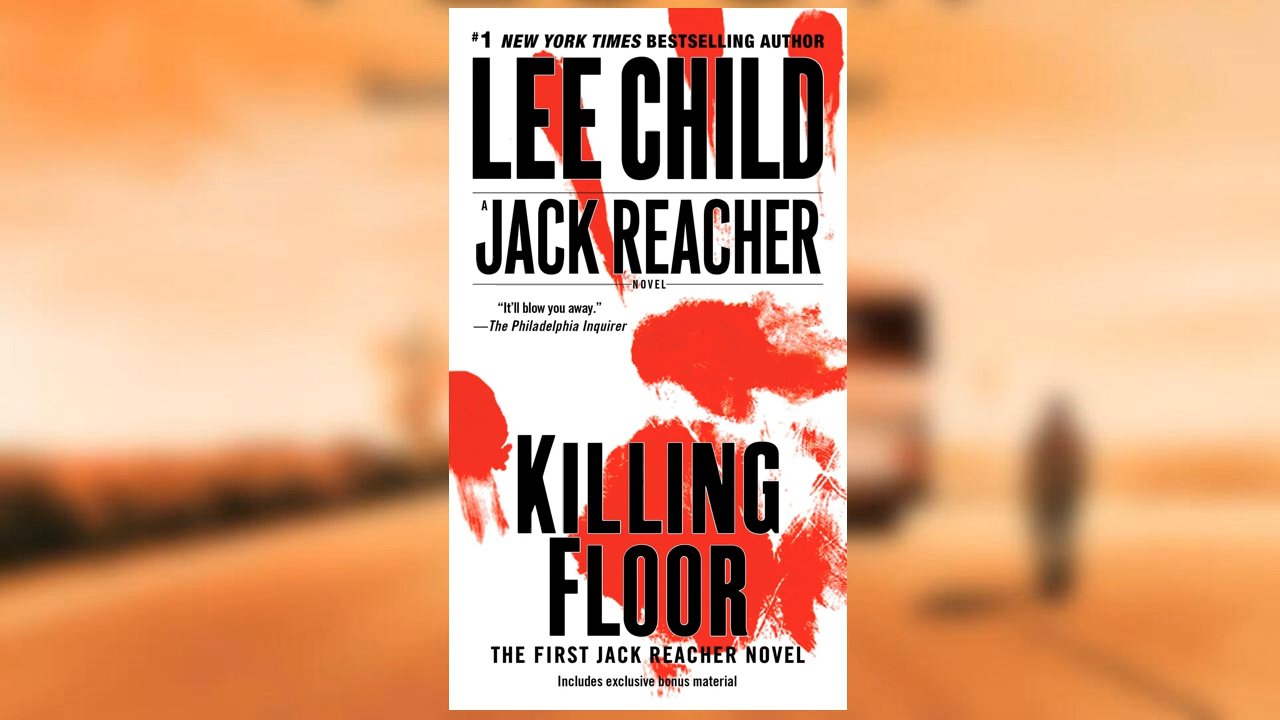 #1 NEW YORK TIMES BESTSELLING AUTHOR
LEE CHILD
A
JACK REACHER
NOVEL
“It’ll blow you away.”
—The Philadelphia Inquirer
KILLING
FLOOR
THE FIRST JACK REACHER NOVEL
Includes exclusive bonus material